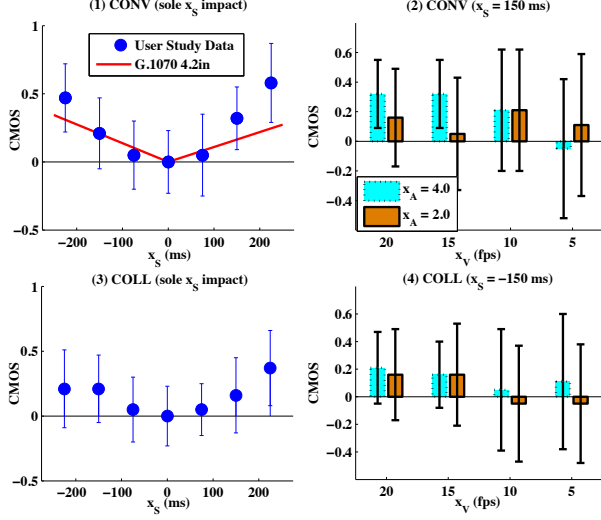 (1) CONV (sole x_S impact)
1
0.5
0
−0.5
CMOS
User Study Data
G.1070 4.2in
−200 −100 0 100 200
x_S (ms)
(2) CONV (x_S = 150 ms)
0.6
0.4
0.2
0
−0.2
−0.4
CMOS
x_A = 4.0
x_A = 2.0
20 15 10 5
x_V (fps)
(3) COLL (sole x_S impact)
1
0.5
0
−0.5
CMOS
−200 −100 0 100 200
x_S (ms)
(4) COLL (x_S = −150 ms)
0.6
0.4
0.2
0
−0.2
−0.4
CMOS
20 15 10 5
x_V (fps)